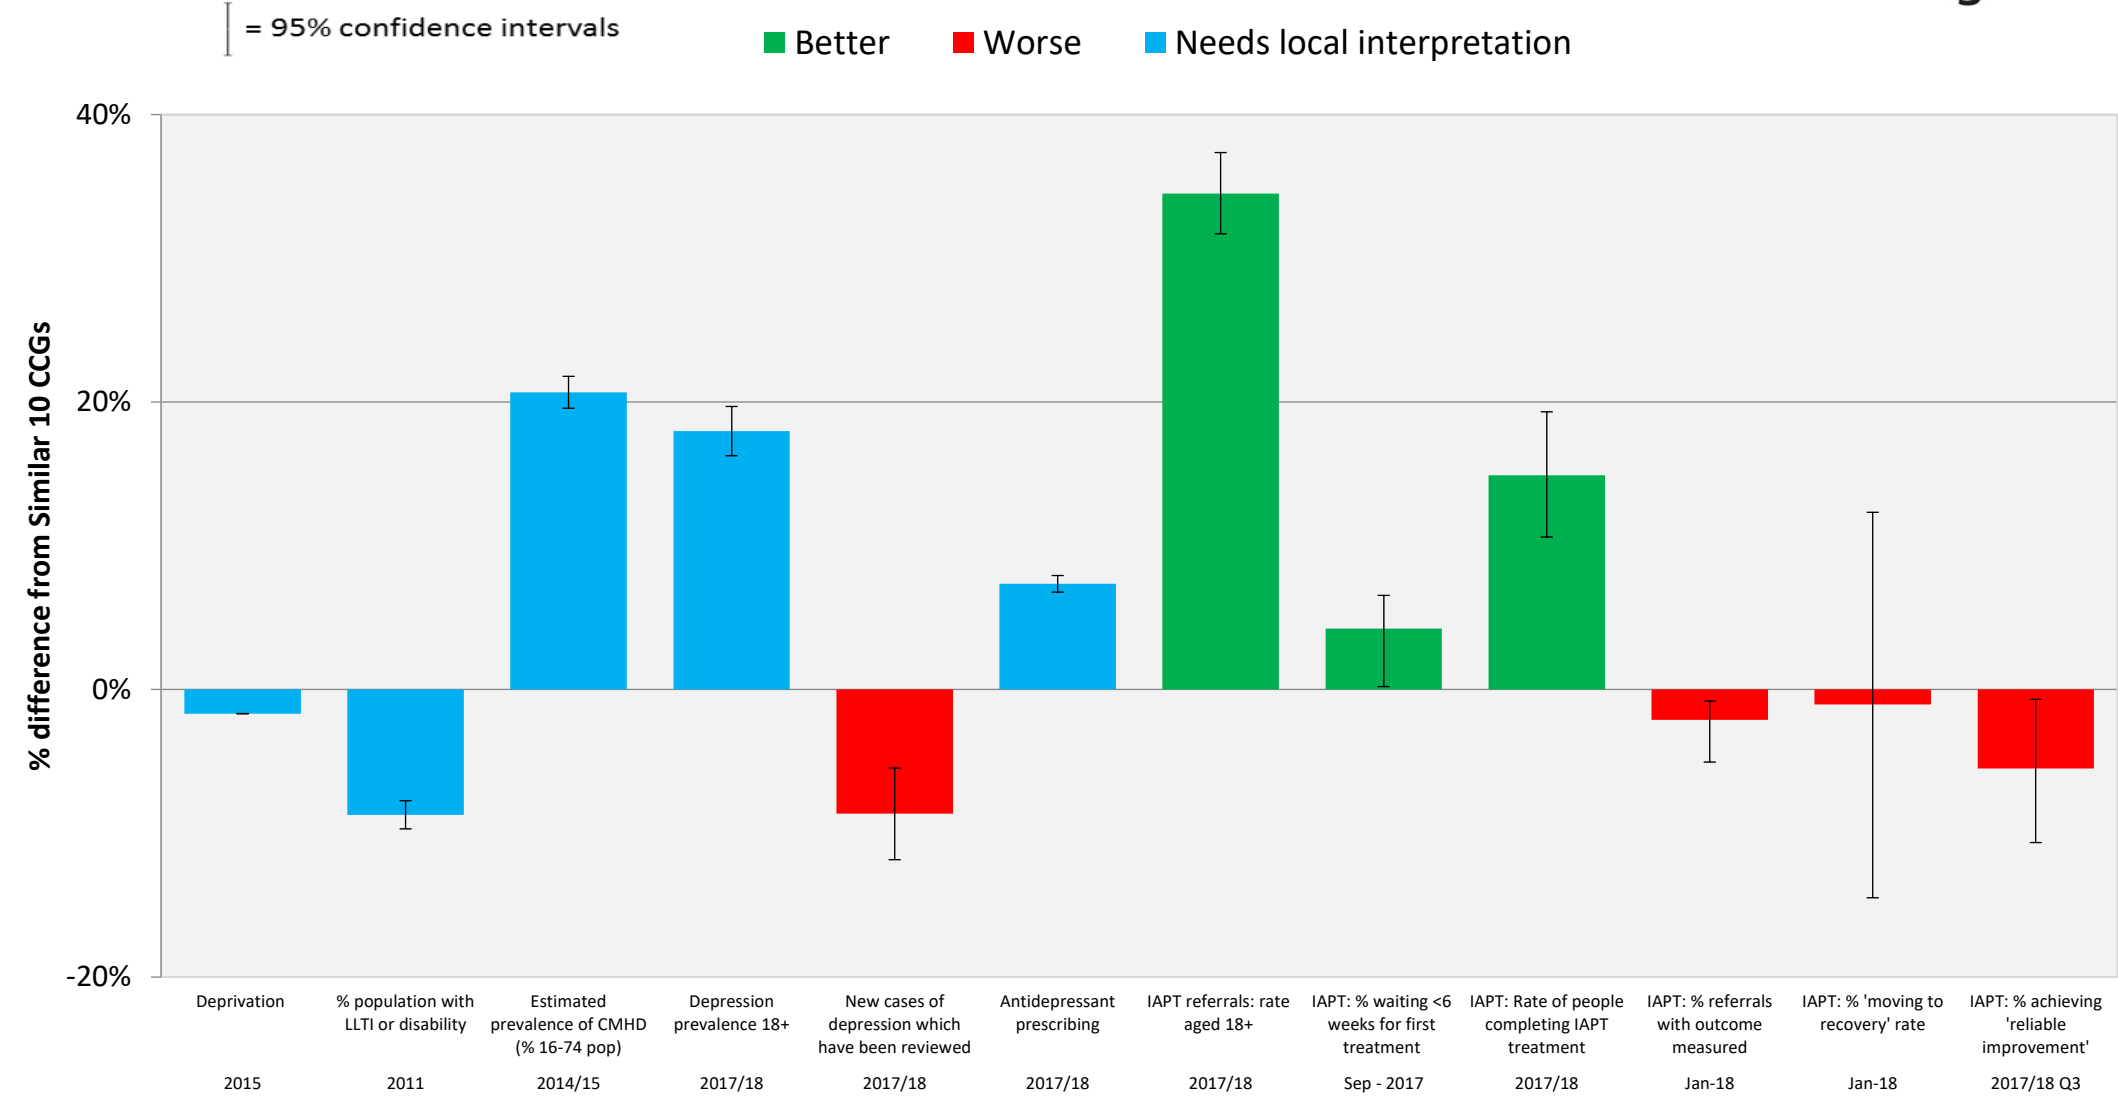 = 95% confidence intervals
Better
Worse
Needs local interpretation
40%
20%
0%
-20%
% difference from Similar 10 CCGs
Deprivation
2015
% population with
LLTI or disability
2011
Estimated
prevalence of CMHD
(% 16-74 pop)
2014/15
Depression
prevalence 18+
2017/18
New cases of
depression which
have been reviewed
2017/18
Antidepressant
prescribing
2017/18
IAPT referrals: rate
aged 18+
2017/18
IAPT: % waiting <6
weeks for first
treatment
Sep - 2017
IAPT: Rate of people
completing IAPT
treatment
2017/18
IAPT: % referrals
with outcome
measured
Jan-18
IAPT: % 'moving to
recovery' rate
Jan-18
IAPT: % achieving
'reliable
improvement'
2017/18 Q3